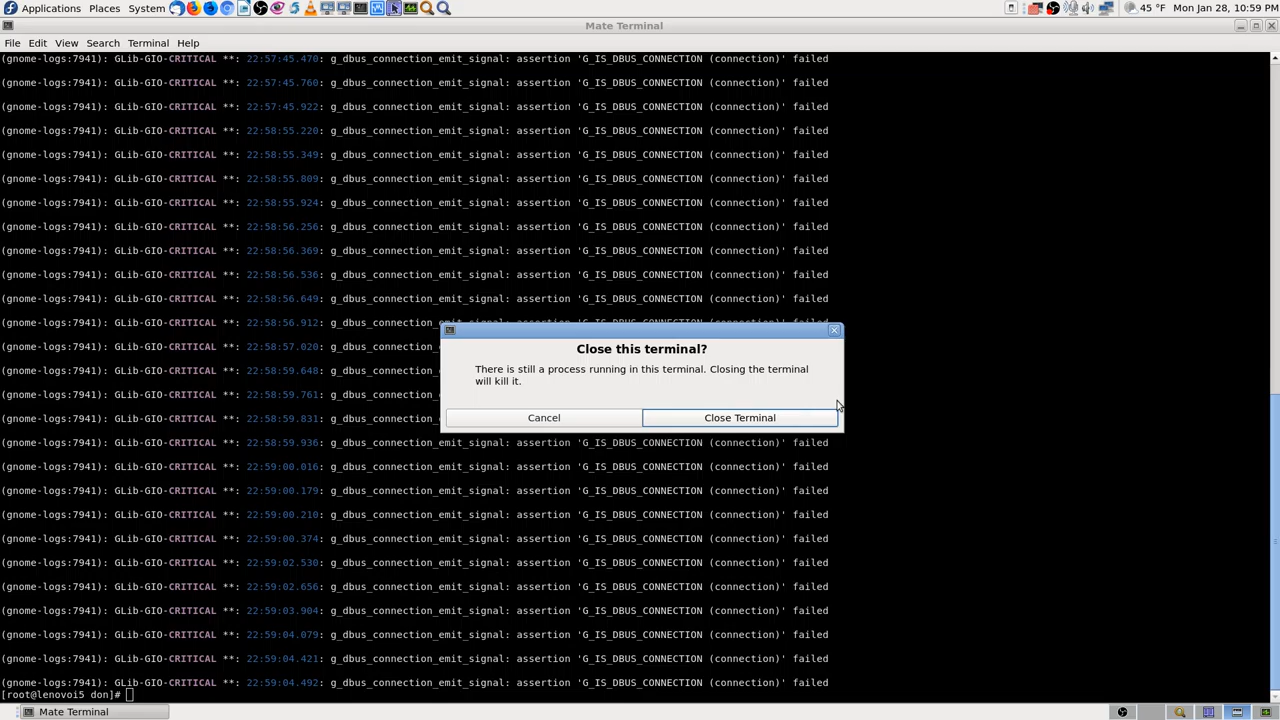 Applications Places System
45 °F Mon Jan 28, 10:59 PM
Mate Terminal
File Edit View Search Terminal Help
(gnome-logs:7941): GLib-GIO-CRITICAL **: 22:57:45.470: g_dbus_connection_emit_signal: assertion 'G_IS_DBUS_CONNECTION (connection)' failed
(gnome-logs:7941): GLib-GIO-CRITICAL **: 22:57:45.760: g_dbus_connection_emit_signal: assertion 'G_IS_DBUS_CONNECTION (connection)' failed
(gnome-logs:7941): GLib-GIO-CRITICAL **: 22:57:45.922: g_dbus_connection_emit_signal: assertion 'G_IS_DBUS_CONNECTION (connection)' failed
(gnome-logs:7941): GLib-GIO-CRITICAL **: 22:58:55.220: g_dbus_connection_emit_signal: assertion 'G_IS_DBUS_CONNECTION (connection)' failed
(gnome-logs:7941): GLib-GIO-CRITICAL **: 22:58:55.349: g_dbus_connection_emit_signal: assertion 'G_IS_DBUS_CONNECTION (connection)' failed
(gnome-logs:7941): GLib-GIO-CRITICAL **: 22:58:55.809: g_dbus_connection_emit_signal: assertion 'G_IS_DBUS_CONNECTION (connection)' failed
(gnome-logs:7941): GLib-GIO-CRITICAL **: 22:58:55.924: g_dbus_connection_emit_signal: assertion 'G_IS_DBUS_CONNECTION (connection)' failed
(gnome-logs:7941): GLib-GIO-CRITICAL **: 22:58:56.256: g_dbus_connection_emit_signal: assertion 'G_IS_DBUS_CONNECTION (connection)' failed
(gnome-logs:7941): GLib-GIO-CRITICAL **: 22:58:56.369: g_dbus_connection_emit_signal: assertion 'G_IS_DBUS_CONNECTION (connection)' failed
(gnome-logs:7941): GLib-GIO-CRITICAL **: 22:58:56.536: g_dbus_connection_emit_signal: assertion 'G_IS_DBUS_CONNECTION (connection)' failed
(gnome-logs:7941): GLib-GIO-CRITICAL **: 22:58:56.649: g_dbus_connection_emit_signal: assertion 'G_IS_DBUS_CONNECTION (connection)' failed
(gnome-logs:7941): GLib-GIO-CRITICAL **: 22:58:56.912: g_dbus_connection_emit_signal: assertion 'G_IS_DBUS_CONNECTION (connection)' failed
(gnome-logs:7941): GLib-GIO-CRITICAL **: 22:58:57.020: g_dbus_connection_
(gnome-logs:7941): GLib-GIO-CRITICAL **: 22:58:59.648: g_dbus_connection_
(gnome-logs:7941): GLib-GIO-CRITICAL **: 22:58:59.761: g_dbus_connection_
(gnome-logs:7941): GLib-GIO-CRITICAL **: 22:58:59.831: g_dbus_connection_
Close this terminal?
There is still a process running in this terminal. Closing the terminal
will kill it.
Cancel Close Terminal
(gnome-logs:7941): GLib-GIO-CRITICAL **: 22:58:59.936: g_dbus_connection_emit_signal: assertion 'G_IS_DBUS_CONNECTION (connection)' failed
(gnome-logs:7941): GLib-GIO-CRITICAL **: 22:59:00.016: g_dbus_connection_emit_signal: assertion 'G_IS_DBUS_CONNECTION (connection)' failed
(gnome-logs:7941): GLib-GIO-CRITICAL **: 22:59:00.179: g_dbus_connection_emit_signal: assertion 'G_IS_DBUS_CONNECTION (connection)' failed
(gnome-logs:7941): GLib-GIO-CRITICAL **: 22:59:00.210: g_dbus_connection_emit_signal: assertion 'G_IS_DBUS_CONNECTION (connection)' failed
(gnome-logs:7941): GLib-GIO-CRITICAL **: 22:59:00.374: g_dbus_connection_emit_signal: assertion 'G_IS_DBUS_CONNECTION (connection)' failed
(gnome-logs:7941): GLib-GIO-CRITICAL **: 22:59:02.530: g_dbus_connection_emit_signal: assertion 'G_IS_DBUS_CONNECTION (connection)' failed
(gnome-logs:7941): GLib-GIO-CRITICAL **: 22:59:02.656: g_dbus_connection_emit_signal: assertion 'G_IS_DBUS_CONNECTION (connection)' failed
(gnome-logs:7941): GLib-GIO-CRITICAL **: 22:59:03.904: g_dbus_connection_emit_signal: assertion 'G_IS_DBUS_CONNECTION (connection)' failed
(gnome-logs:7941): GLib-GIO-CRITICAL **: 22:59:04.079: g_dbus_connection_emit_signal: assertion 'G_IS_DBUS_CONNECTION (connection)' failed
(gnome-logs:7941): GLib-GIO-CRITICAL **: 22:59:04.421: g_dbus_connection_emit_signal: assertion 'G_IS_DBUS_CONNECTION (connection)' failed
(gnome-logs:7941): GLib-GIO-CRITICAL **: 22:59:04.492: g_dbus_connection_emit_signal: assertion 'G_IS_DBUS_CONNECTION (connection)' failed
[root@lenovoi5 don]#
Mate Terminal